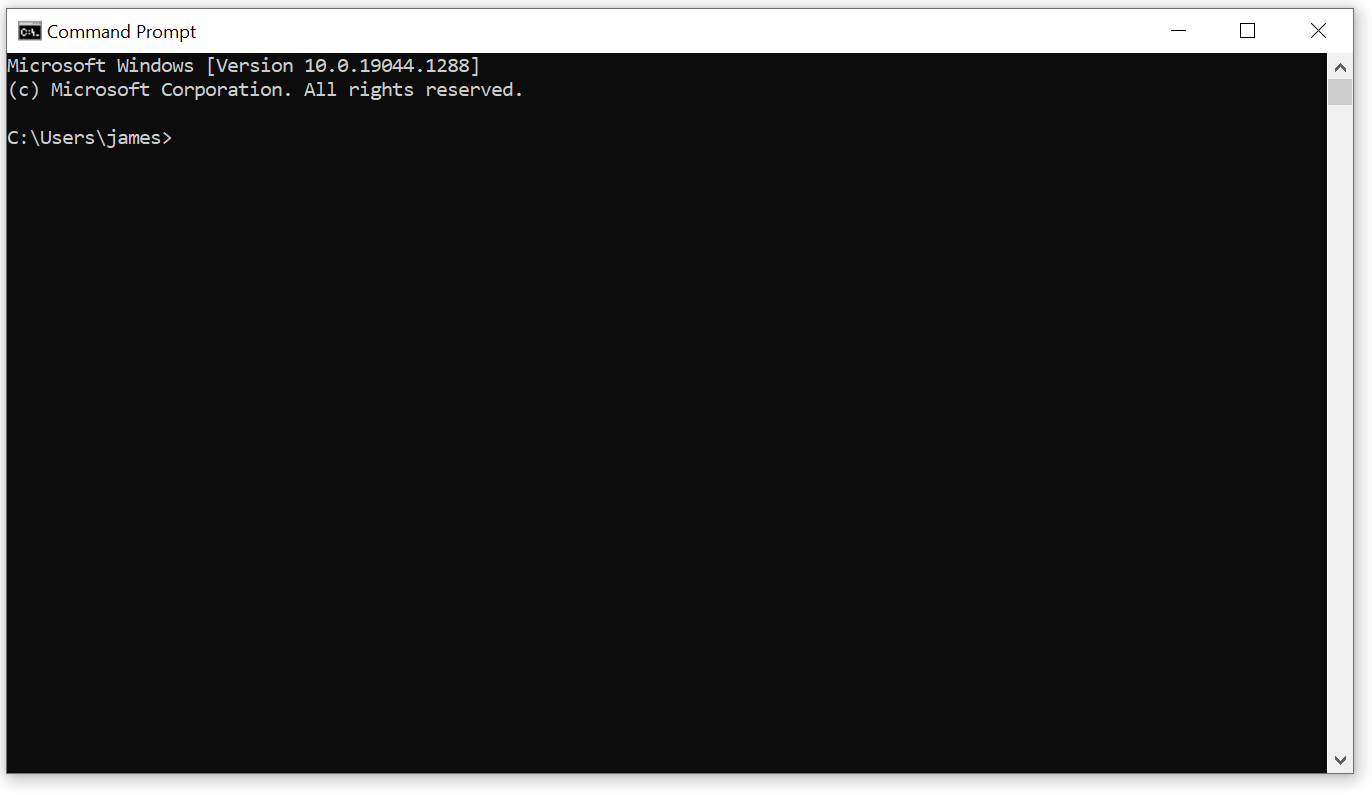 Command Prompt
Microsoft Windows [Version 10.0.19044.1288]
(c) Microsoft Corporation. All rights reserved.
C:\Users\james>